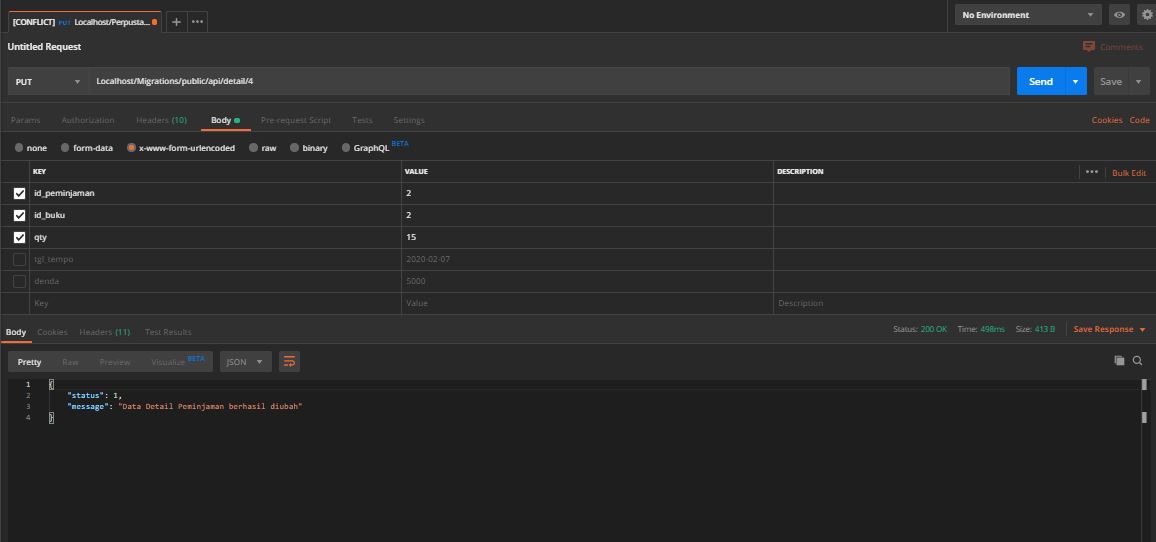 [CONFLICT] PUT Localhost/Perpusta...
No Environment
Untitled Request
Comments
PUT Localhost/Migrations/public/api/detail/4 Send Save
Params Authorization Headers (10) Body Pre-request Script Tests Settings Cookies Code
none form-data x-www-form-urlencoded raw binary GraphQL BETA
KEY VALUE DESCRIPTION Bulk Edit
id_peminjaman 2
id_buku 2
qty 15
tgl_tempo 2020-02-07
denda 5000
Key Value Description
Body Cookies Headers (11) Test Results Status: 200 OK Time: 498ms Size: 413 B Save Response
Pretty Raw Preview Visualize BETA JSON
1 {
2 "status": 1,
3 "message": "Data Detail Peminjaman berhasil diubah"
4 }